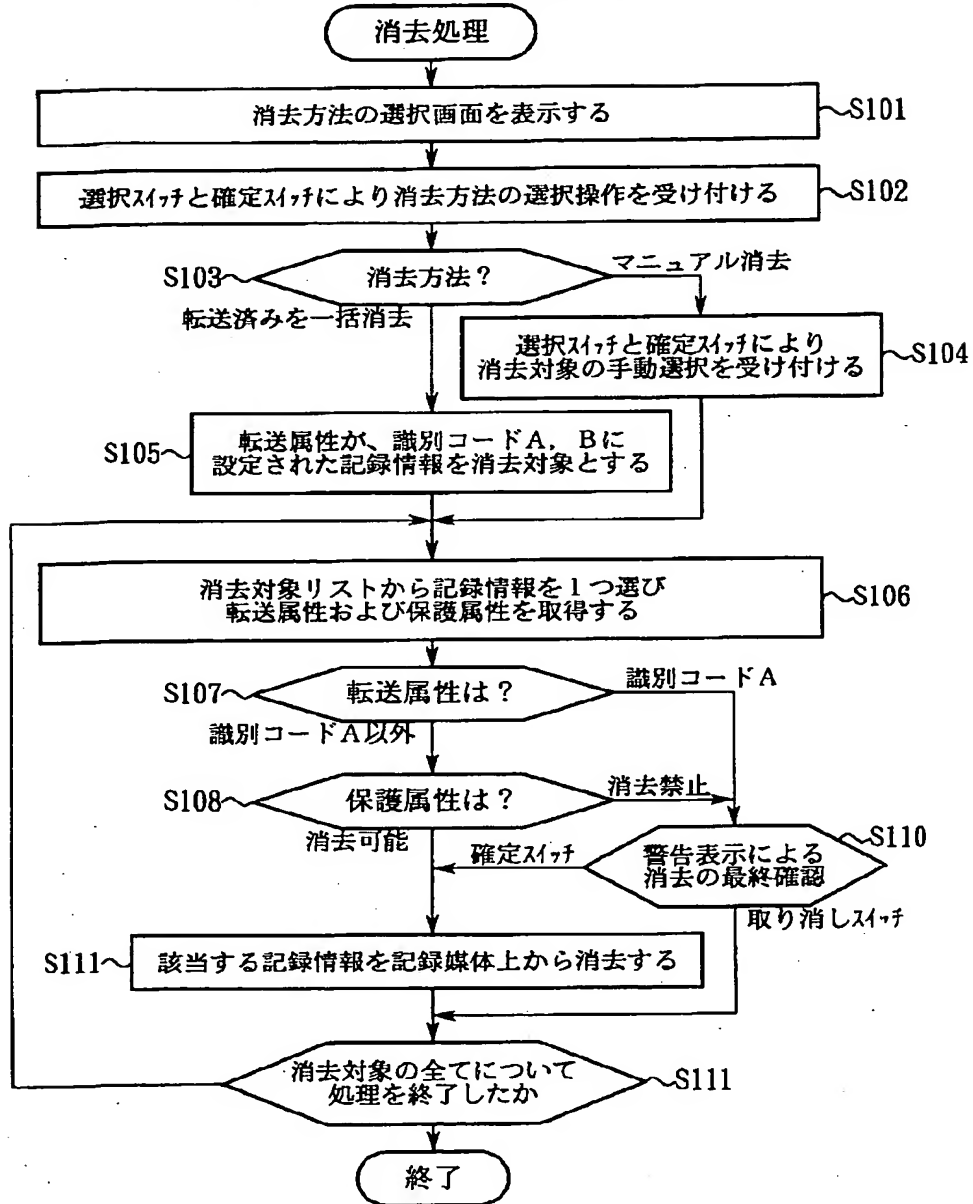 消去処理
消去方法の選択画面を表示する
S101
選択ｽｲｯﾁと確定ｽｲｯﾁにより消去方法の選択操作を受け付ける
S102
S103
消去方法？
マニュアル消去
転送済みを一括消去
選択ｽｲｯﾁと確定ｽｲｯﾁにより
消去対象の手動選択を受け付ける
S104
S105
転送属性が、識別コードＡ，Ｂに
設定された記録情報を消去対象とする
消去対象リストから記録情報を１つ選び
転送属性および保護属性を取得する
S106
S107
転送属性は？
識別コードＡ
識別コードＡ以外
S108
保護属性は？
消去禁止
消去可能
確定ｽｲｯﾁ
S110
警告表示による
消去の最終確認
取り消しｽｲｯﾁ
S111
該当する記録情報を記録媒体上から消去する
消去対象の全てについて
処理を終了したか
S111
終了